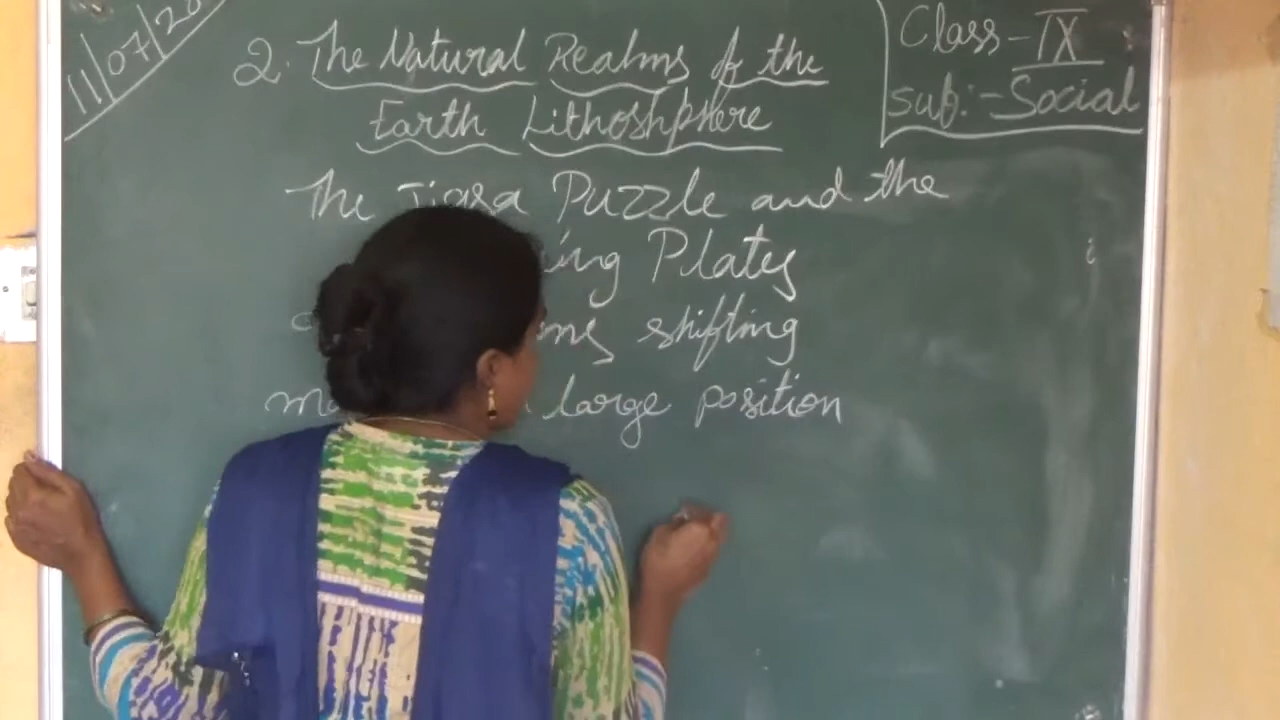 11/07/20
2. The Natural Realms of the
Earth Lithoshphere
Class - IX
Sub:- Social
The Jigsa Puzzle and the
Plates
shifting
large position